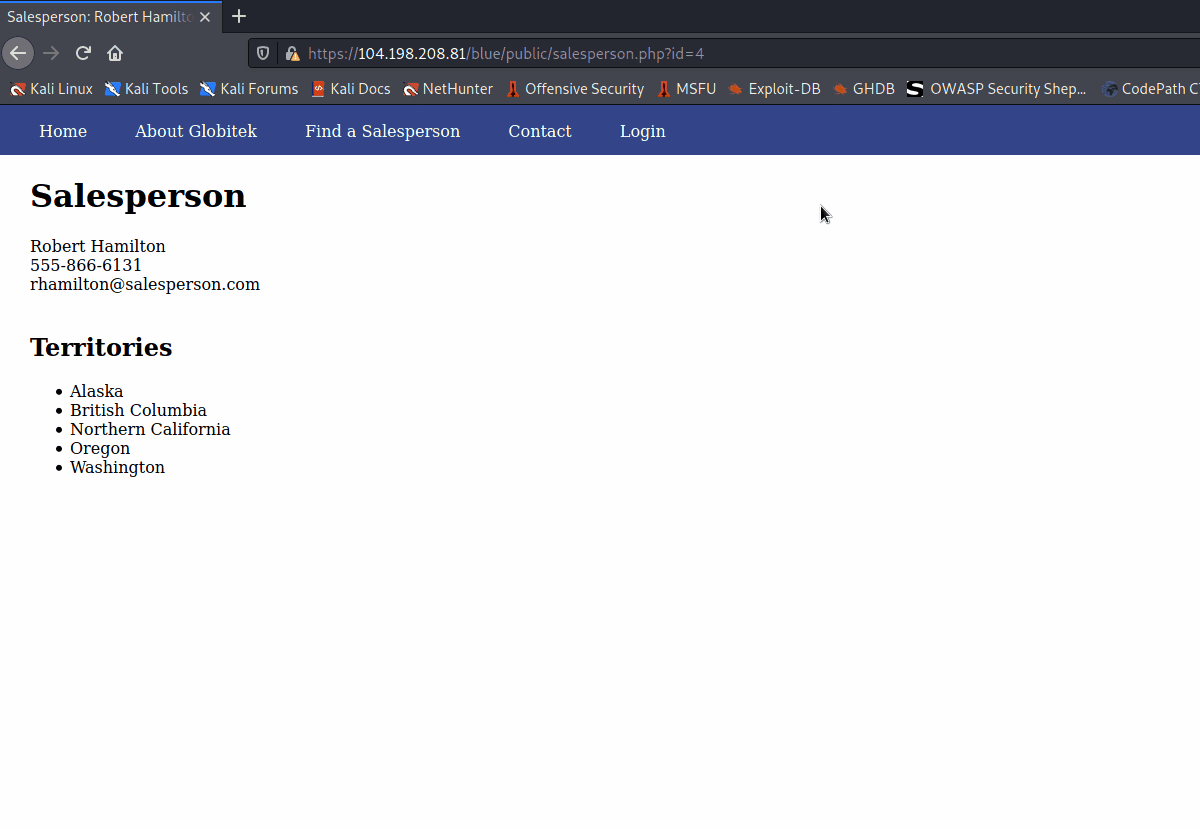 Salesperson: Robert Hamilto
https://104.198.208.81/blue/public/salesperson.php?id=4
Kali Linux Kali Tools Kali Forums Kali Docs NetHunter Offensive Security MSFU Exploit-DB GHDB OWASP Security Shep... CodePath C
Home About Globitek Find a Salesperson Contact Login
Salesperson
Robert Hamilton
555-866-6131
rhamilton@salesperson.com
Territories
• Alaska
• British Columbia
• Northern California
• Oregon
• Washington